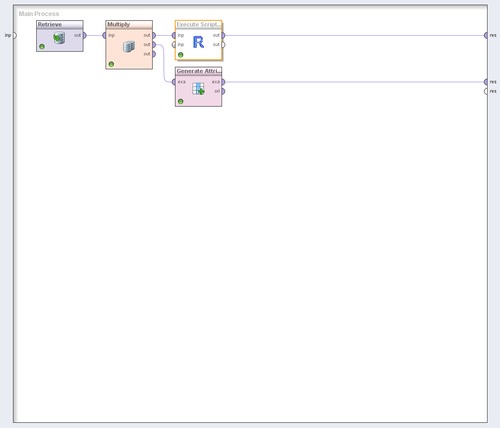 Main Process
Retrieve
Multiply
Execute Script...
inp
out
inp
out
inp
out
res
out
inp
out
out
Generate Attri...
exa
exa
res
ori
res
R